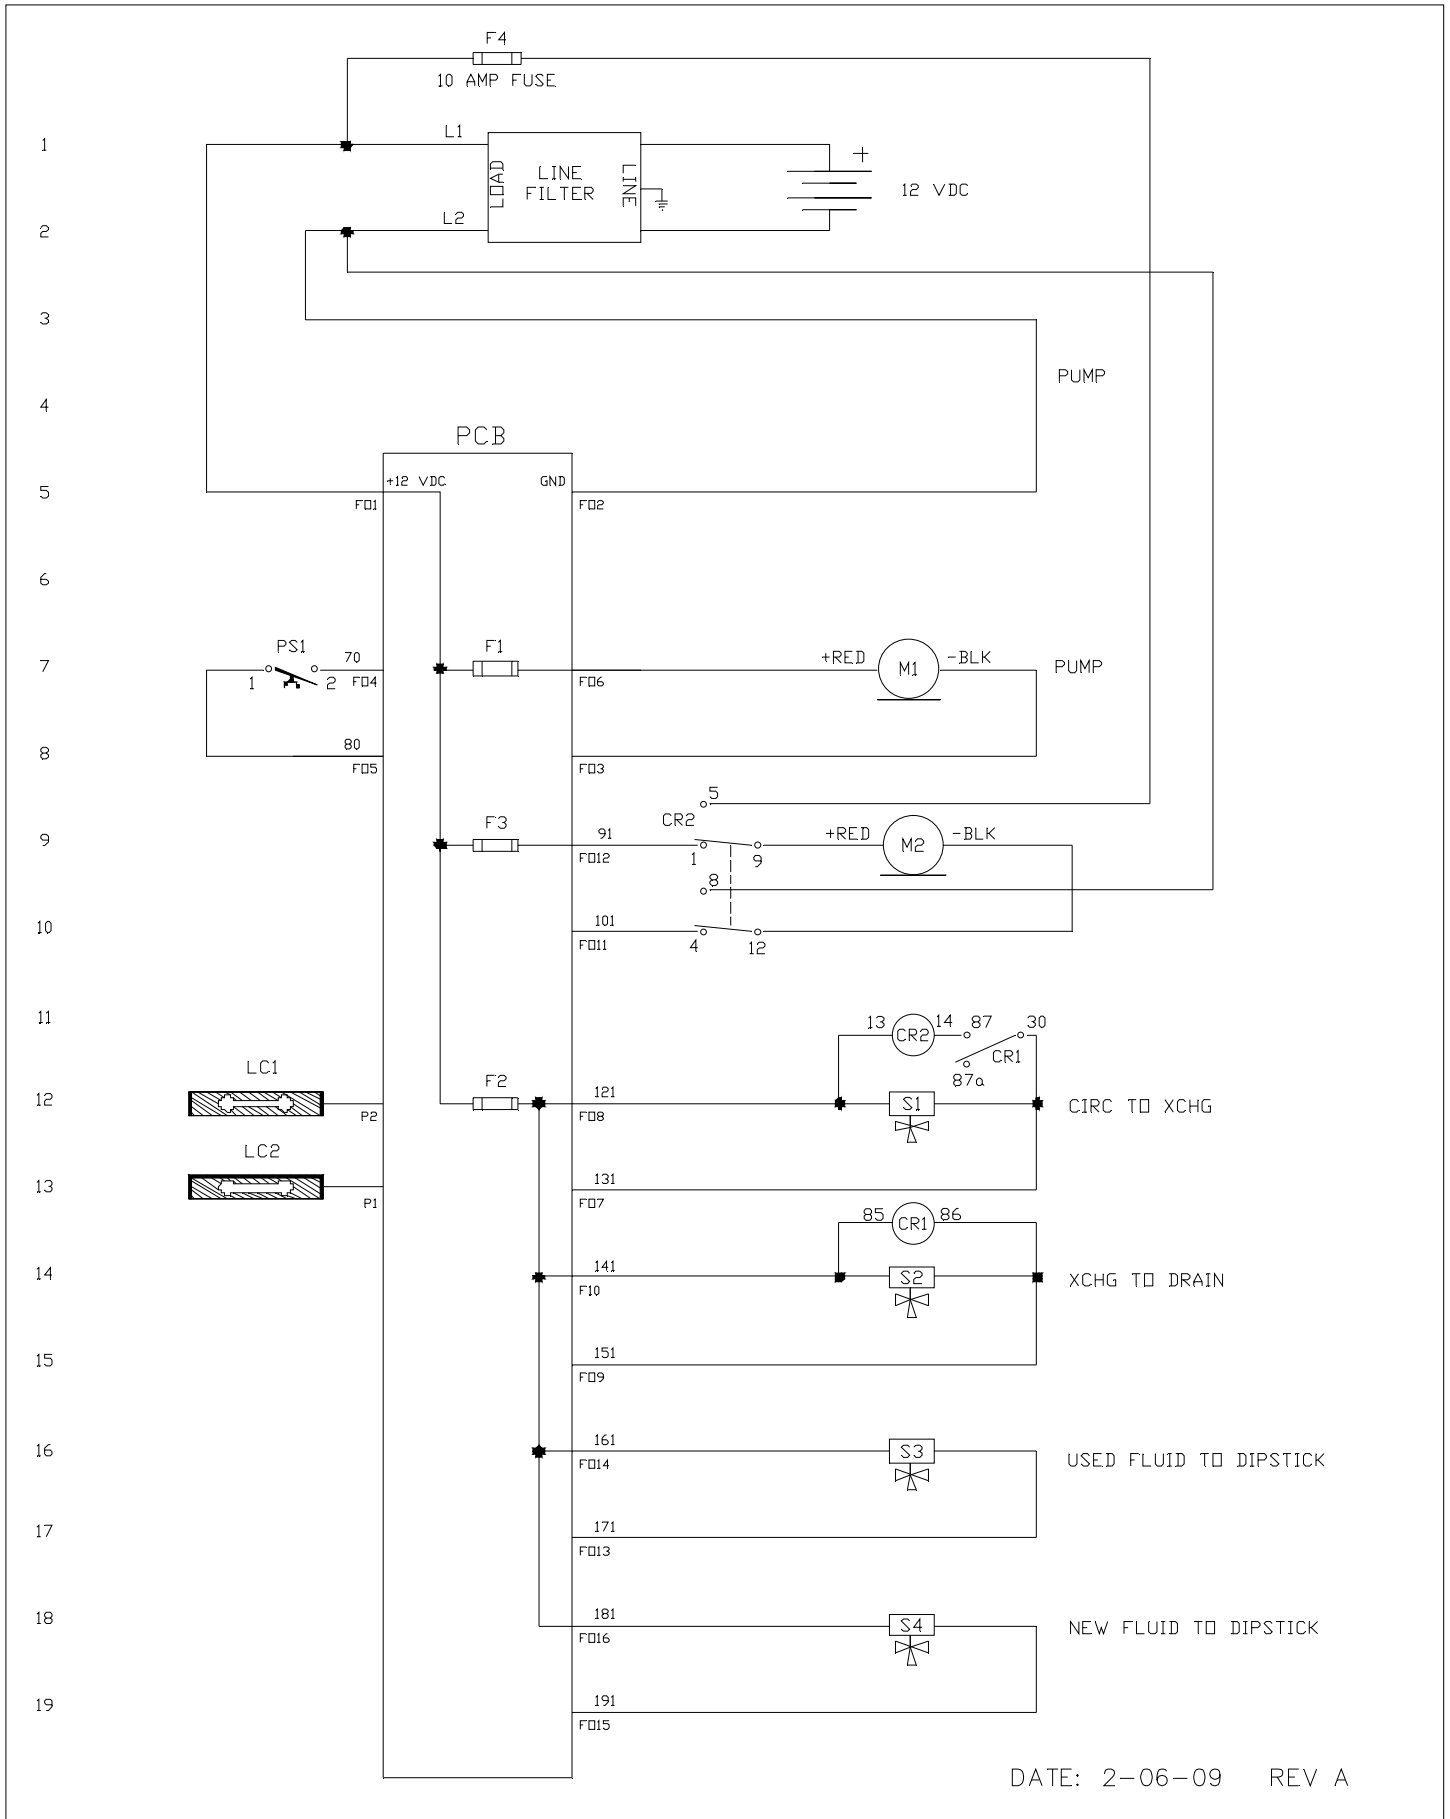 F4
10 AMP FUSE
1
L1
LOAD
LINE
FILTER
LINE
+
12 VDC
2
L2
3
PUMP
4
PCB
5
+12 VDC
GND
FO1
FO2
6
7
PS1
70
1
2
FO4
F1
FO6
+RED
M1
-BLK
PUMP
8
80
FO5
FO3
5
CR2
9
F3
91
FO12
1
9
+RED
M2
-BLK
8
10
101
FO11
4
12
11
13
CR2
14
87
30
CR1
87a
LC1
12
P2
F2
121
FO8
S1
CIRC TO XCHG
LC2
13
P1
131
FO7
85
CR1
86
14
141
F10
S2
XCHG TO DRAIN
15
151
FO9
16
161
FO14
S3
USED FLUID TO DIPSTICK
17
171
FO13
18
181
FO16
S4
NEW FLUID TO DIPSTICK
19
191
FO15
DATE: 2-06-09 REV A